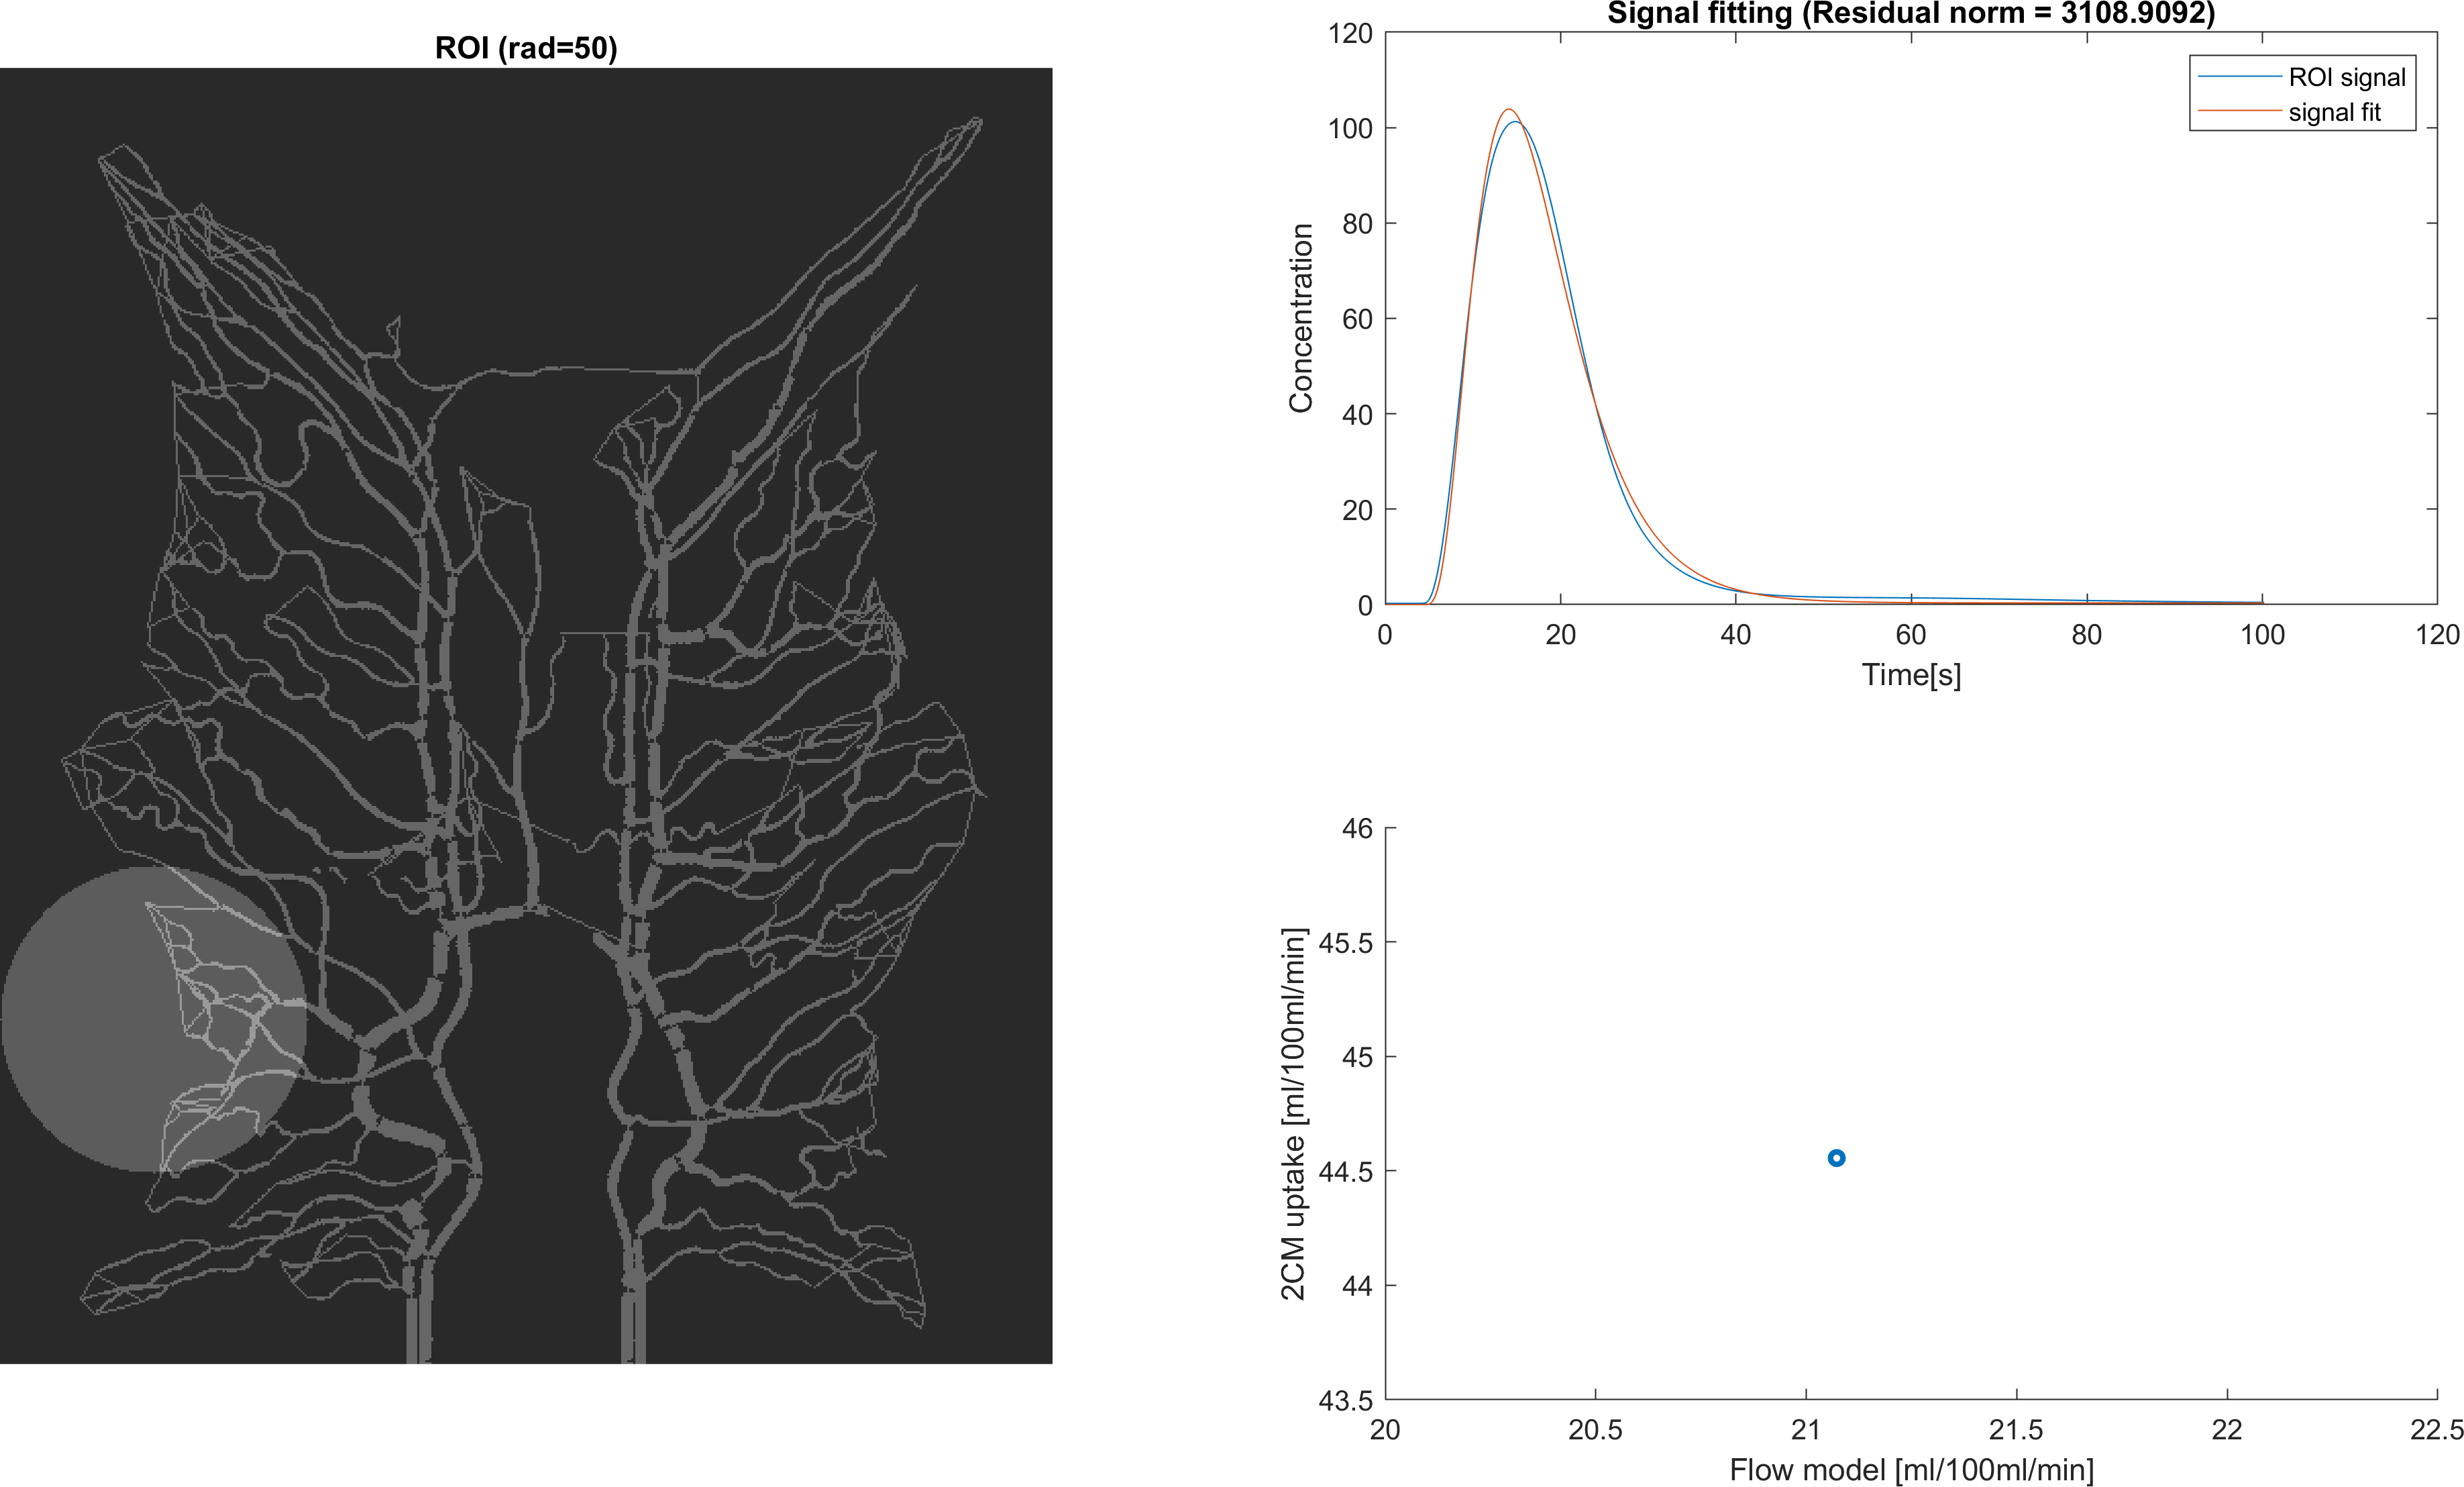 ROI (rad=50)
Signal fitting (Residual norm = 3108.9092)
120
100
80
60
40
20
0
Concentration
ROI signal
signal fit
0 20 40 60 80 100 120
Time[s]
46
45.5
45
44.5
44
43.5
2CM uptake [ml/100ml/min]
20 20.5 21 21.5 22 22.5
Flow model [ml/100ml/min]